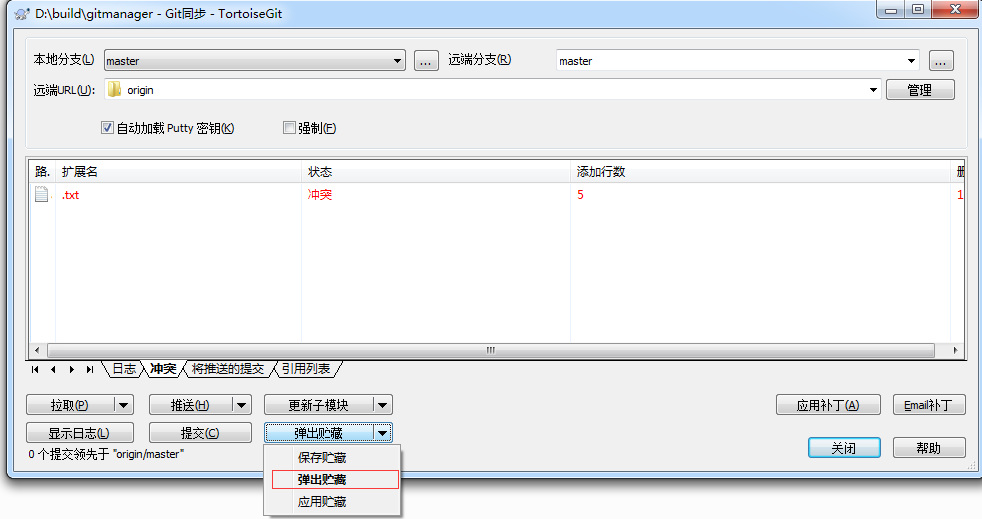 D:\build\gitmanager - Git同步 - TortoiseGit
本地分支(L) master ... 远端分支(R) master ...
远端URL(U): origin 管理
自动加载 Putty 密钥(K) 强制(F)
路. 扩展名 状态 添加行数
.txt 冲突 5 1
日志 冲突 将推送的提交 引用列表
拉取(P) 推送(H) 更新子模块 应用补丁(A) Email补丁
显示日志(L) 提交(C) 弹出贮藏 关闭 帮助
0 个提交领先于 "origin/master"
保存贮藏
弹出贮藏
应用贮藏